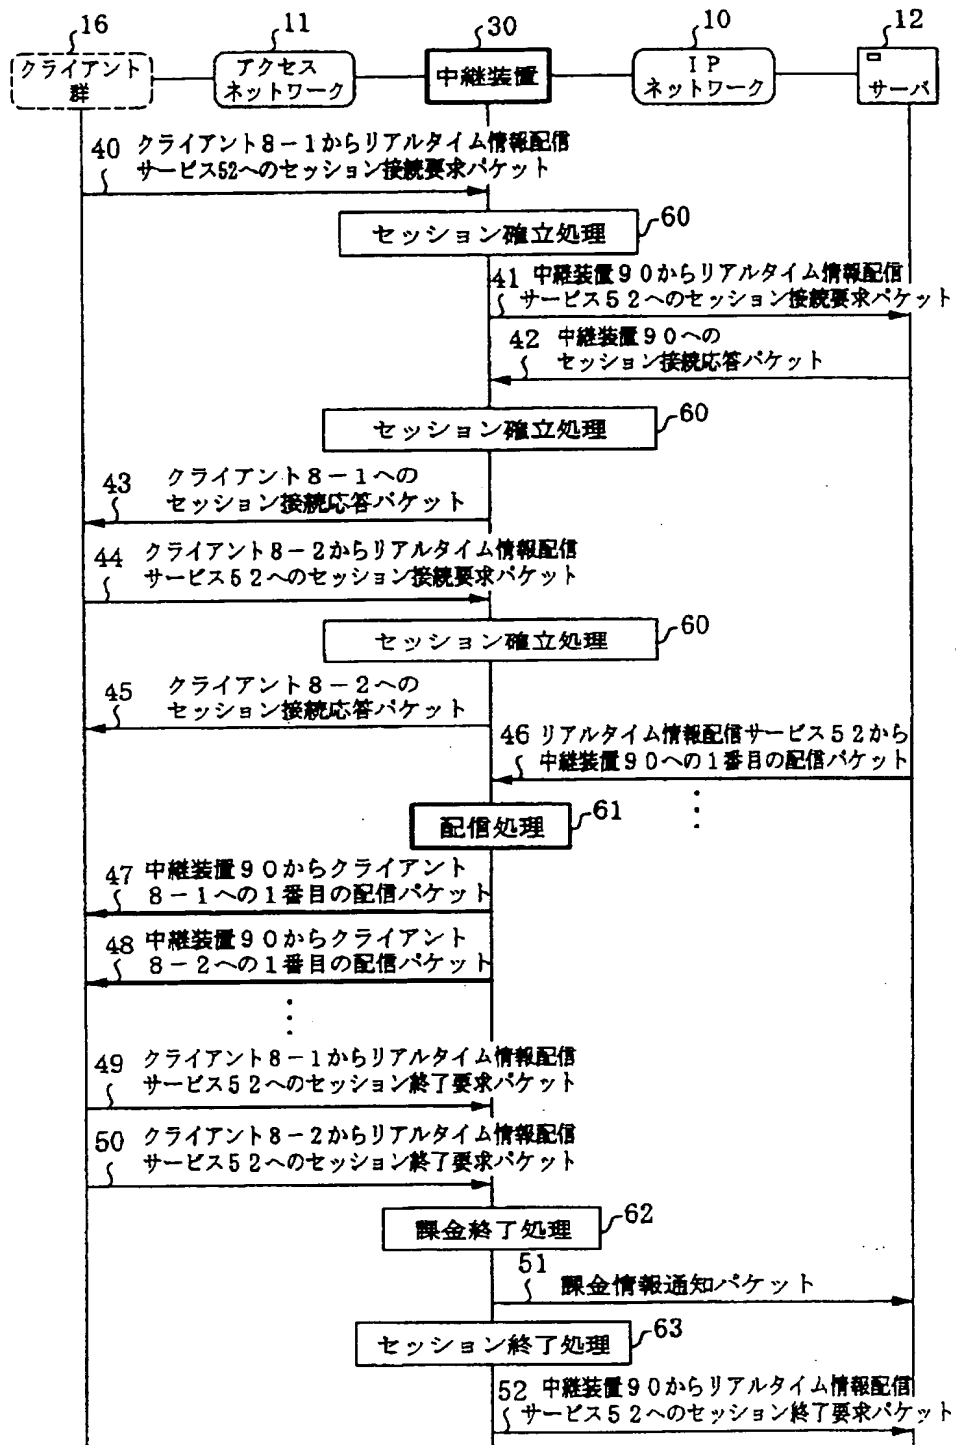 16
11
30
10
12
クライアント
群
アクセス
ネットワーク
中継装置
IP
ネットワーク
サーバ
40 クライアント8-1からリアルタイム情報配信
サービス52へのセッション接続要求パケット
セッション確立処理
60
41 中継装置90からリアルタイム情報配信
サービス52へのセッション接続要求パケット
42 中継装置90への
セッション接続応答パケット
セッション確立処理
60
43 クライアント8-1への
セッション接続応答パケット
44 クライアント8-2からリアルタイム情報配信
サービス52へのセッション接続要求パケット
セッション確立処理
60
45 クライアント8-2への
セッション接続応答パケット
46 リアルタイム情報配信サービス52から
中継装置90への1番目の配信パケット
配信処理
61
47 中継装置90からクライアント
8-1への1番目の配信パケット
48 中継装置90からクライアント
8-2への1番目の配信パケット
49 クライアント8-1からリアルタイム情報配信
サービス52へのセッション終了要求パケット
50 クライアント8-2からリアルタイム情報配信
サービス52へのセッション終了要求パケット
課金終了処理
62
51 課金情報通知パケット
セッション終了処理
63
52 中継装置90からリアルタイム情報配信
サービス52へのセッション終了要求パケット